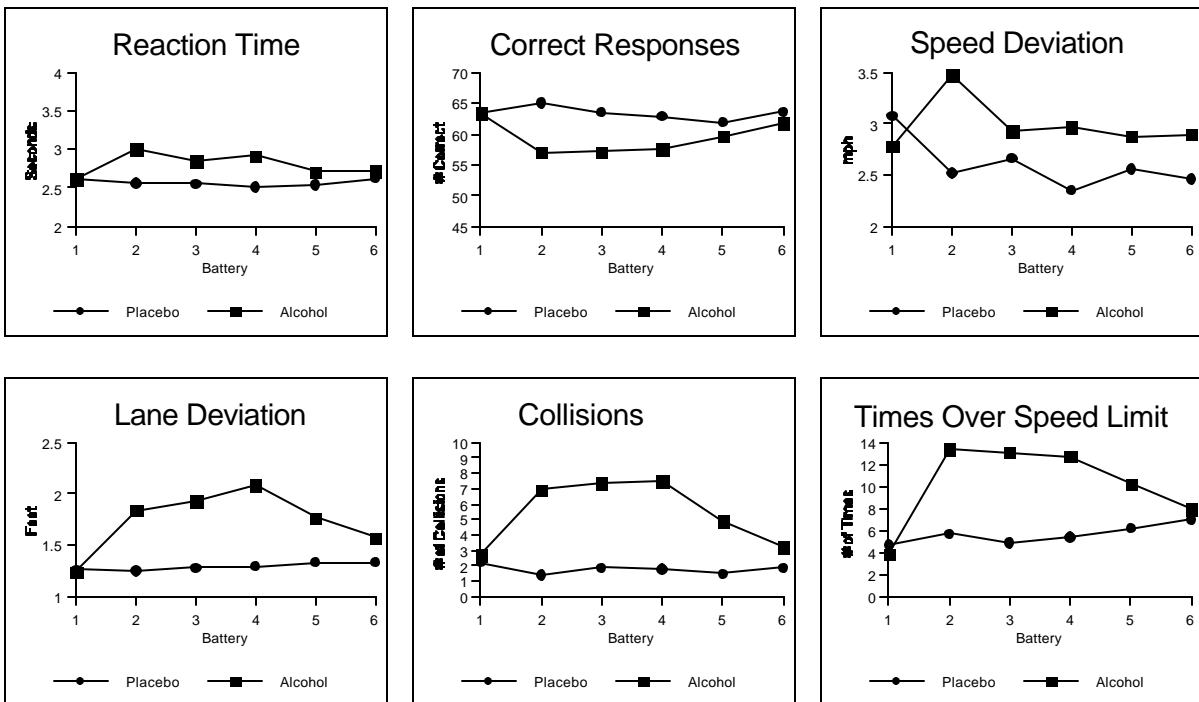 Reaction Time
Seconds
4
3.5
3
2.5
2
1 2 3 4 5 6
Battery
Placebo Alcohol
Correct Responses
# Correct
70
65
60
55
50
45
1 2 3 4 5 6
Battery
Placebo Alcohol
Speed Deviation
mph
3.5
3
2.5
2
1 2 3 4 5 6
Battery
Placebo Alcohol
Lane Deviation
Feet
2.5
2
1.5
1
1 2 3 4 5 6
Battery
Placebo Alcohol
Collisions
# of Collisions
10
9
8
7
6
5
4
3
2
1
0
1 2 3 4 5 6
Battery
Placebo Alcohol
Times Over Speed Limit
# of Times
14
12
10
8
6
4
2
0
1 2 3 4 5 6
Battery
Placebo Alcohol